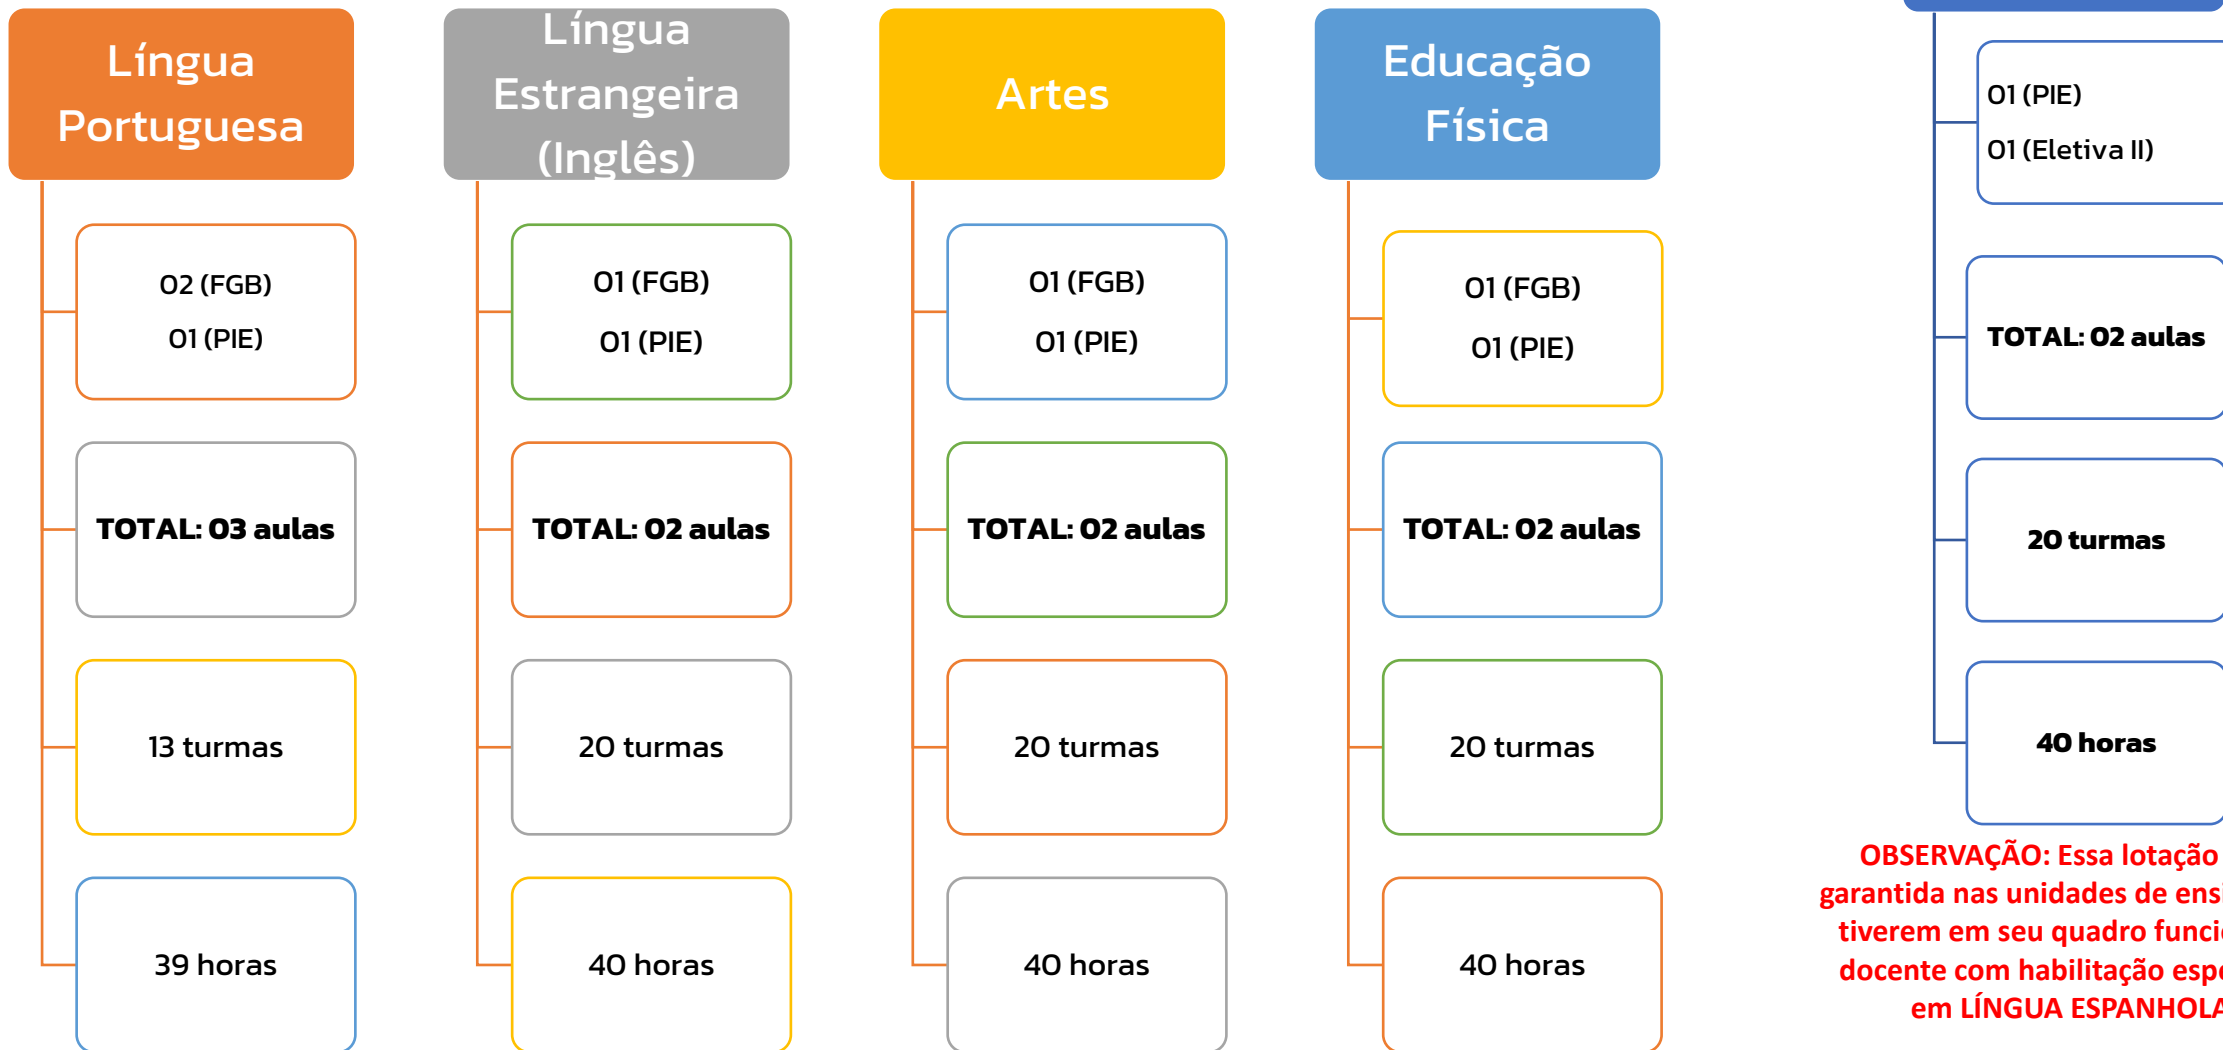 Língua
Portuguesa
02 (FGB)
01 (PIE)
TOTAL: 03 aulas
13 turmas
39 horas
Língua
Estrangeira
(Inglês)
01 (FGB)
01 (PIE)
TOTAL: 02 aulas
20 turmas
40 horas
Artes
01 (FGB)
01 (PIE)
TOTAL: 02 aulas
20 turmas
40 horas
Educação
Física
01 (FGB)
01 (PIE)
TOTAL: 02 aulas
20 turmas
40 horas
01 (PIE)
01 (Eletiva II)
TOTAL: 02 aulas
20 turmas
40 horas
OBSERVAÇÃO: Essa lotação
garantida nas unidades de
tiverem em seu quadro
docente com habilitação
em LÍNGUA ESPANHOLA